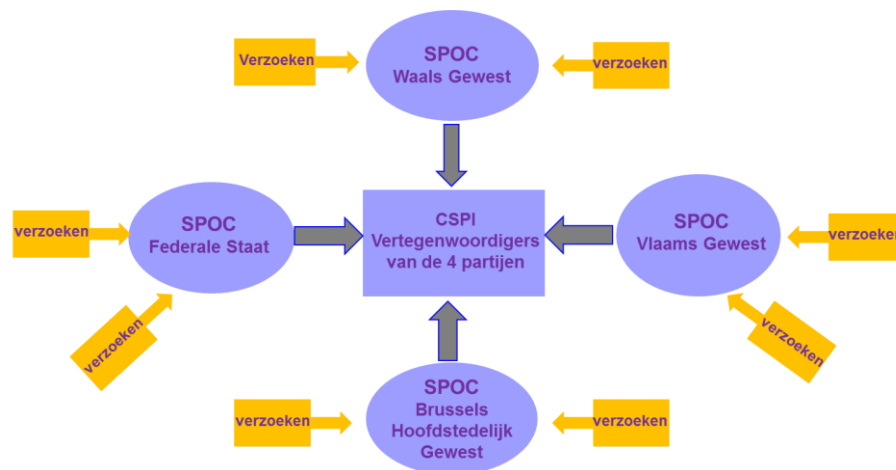 SPOC
Waals Gewest
Verzoeken
verzoeken
SPOC
Federale Staat
verzoeken
verzoeken
CSPI
Vertegenwoordigers
van de 4 partijen
SPOC
Vlaams Gewest
verzoeken
verzoeken
SPOC
Brussels
Hoofdstedelijk
Gewest
verzoeken
verzoeken